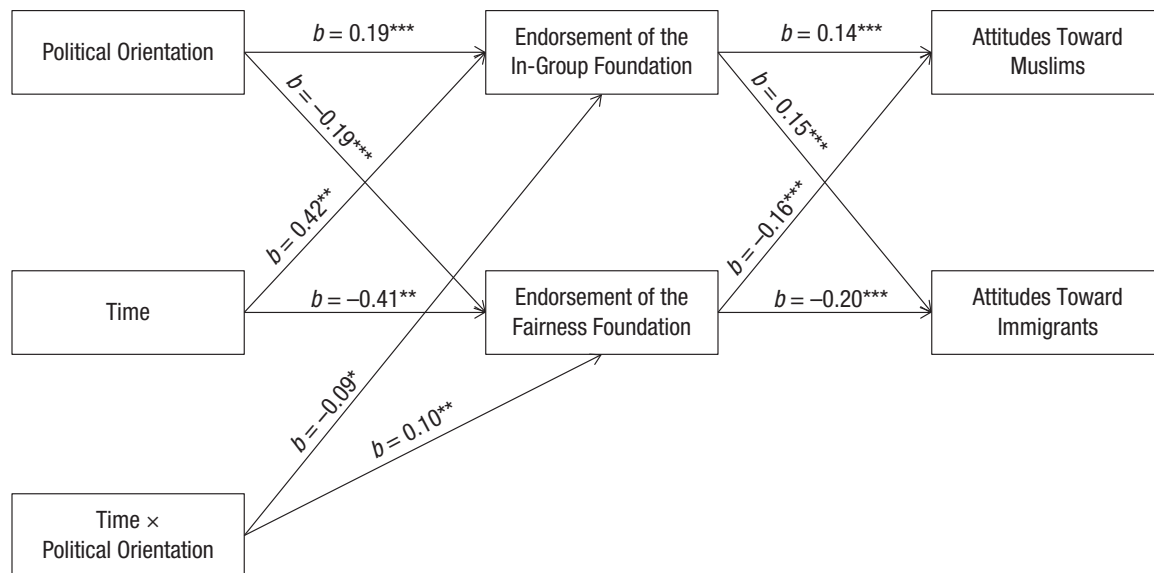 Political Orientation
b = 0.19***
Endorsement of the
In-Group Foundation
b = 0.14***
Attitudes Toward
Muslims
b = –0.19***
b = 0.15***
b = 0.42**
b = –0.16***
Time
b = –0.41**
Endorsement of the
Fairness Foundation
b = –0.20***
Attitudes Toward
Immigrants
b = –0.09*
b = 0.10**
Time ×
Political Orientation